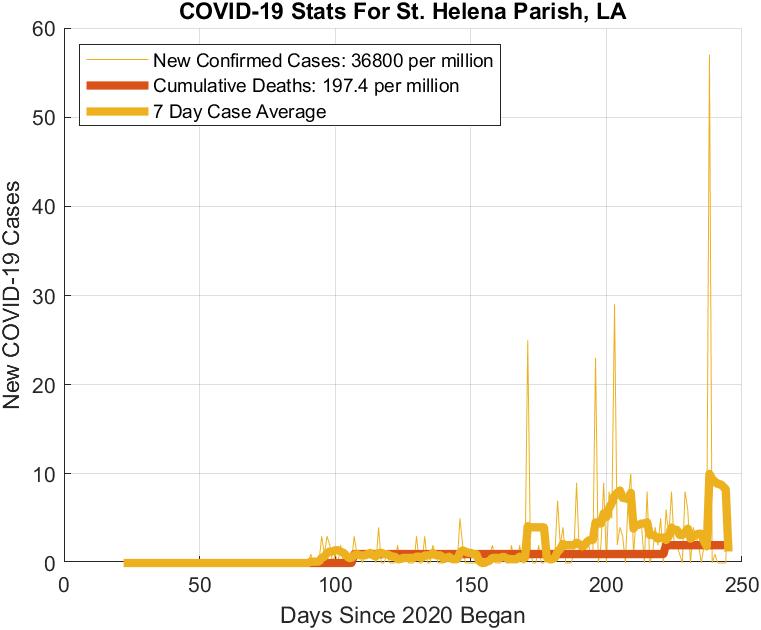 COVID-19 Stats For St. Helena Parish, LA
New Confirmed Cases: 36800 per million
Cumulative Deaths: 197.4 per million
7 Day Case Average
New COVID-19 Cases
60
50
40
30
20
10
0
0 50 100 150 200 250
Days Since 2020 Began